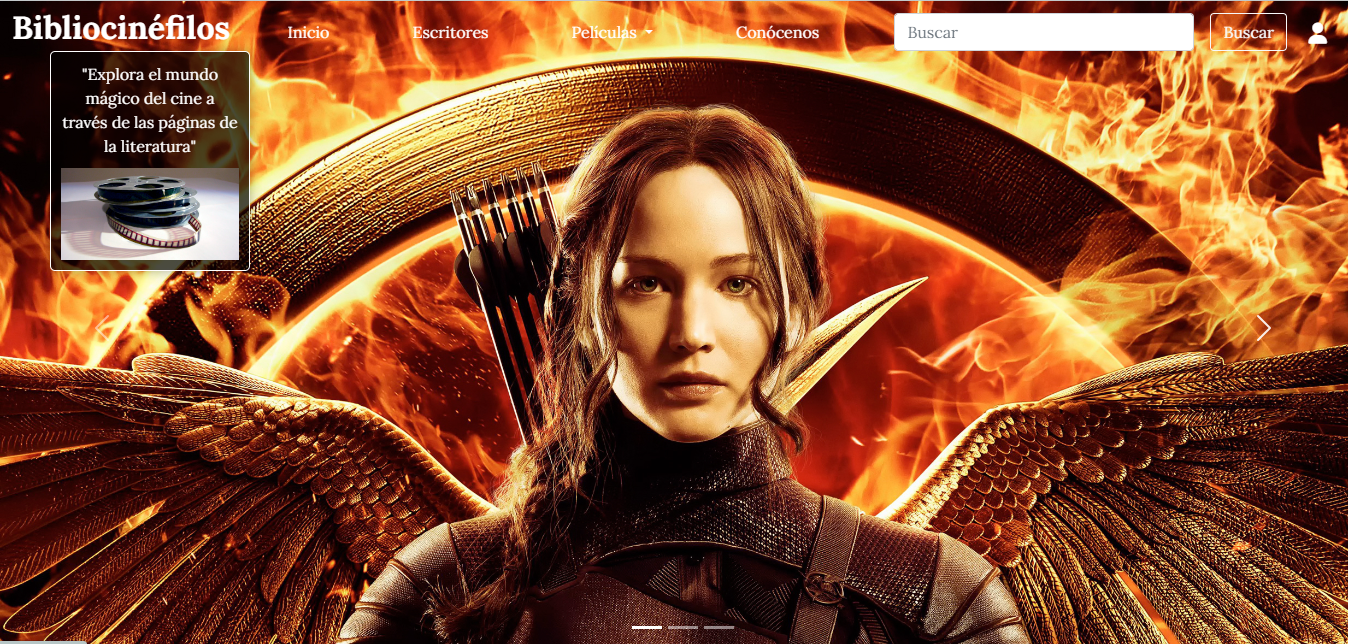 Bibliocinéfilos
Inicio
Escritores
Películas
Conócenos
Buscar
Buscar
"Explora el mundo
mágico del cine a
través de las páginas de
la literatura"